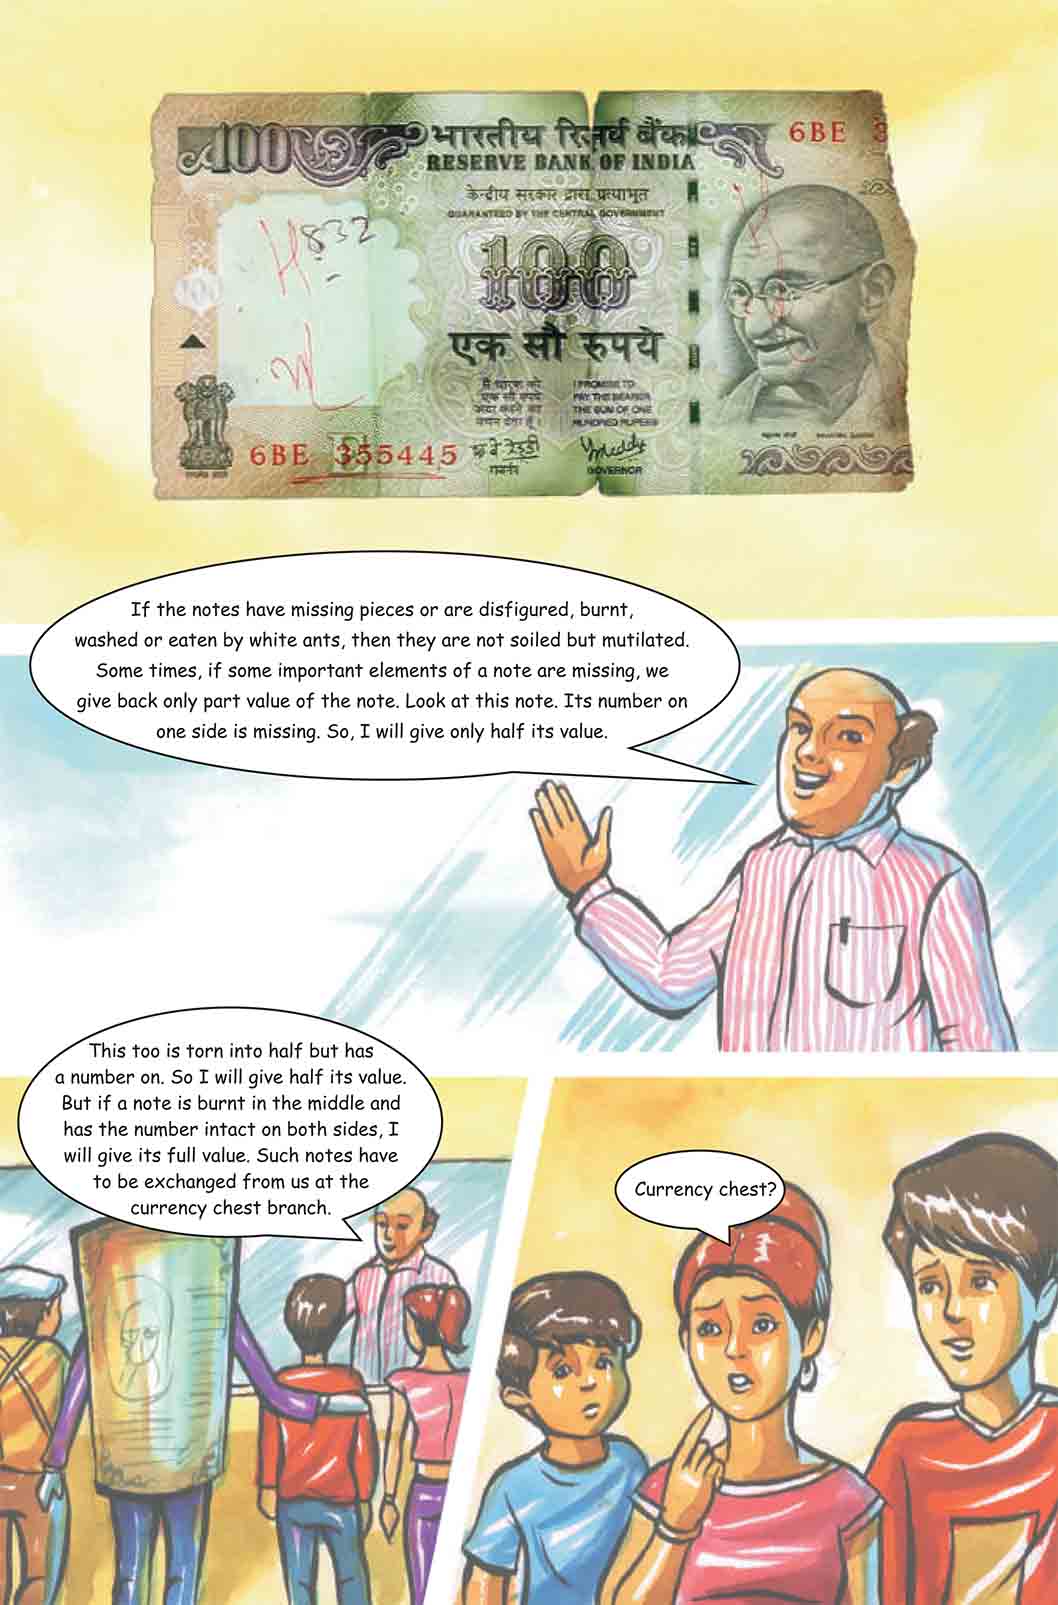 100
भारतीय रिज़र्व बैंक
RESERVE BANK OF INDIA
6BE
केन्द्रीय सरकार द्वारा प्रत्याभूत
GUARANTEED BY THE CENTRAL GOVERNMENT
H832
100
एक सौ रुपये
मैं धारक को
एक सौ रुपये
अदा करने का
वचन देता हूँ।
I PROMISE TO
PAY THE BEARER
THE SUM OF ONE
HUNDRED RUPEES
6BE 355445
गवर्नर
GOVERNOR
If the notes have missing pieces or are disfigured, burnt,
washed or eaten by white ants, then they are not soiled but mutilated.
Some times, if some important elements of a note are missing, we
give back only part value of the note. Look at this note. Its number on
one side is missing. So, I will give only half its value.
This too is torn into half but has
a number on. So I will give half its value.
But if a note is burnt in the middle and
has the number intact on both sides, I
will give its full value. Such notes have
to be exchanged from us at the
currency chest branch.
Currency chest?